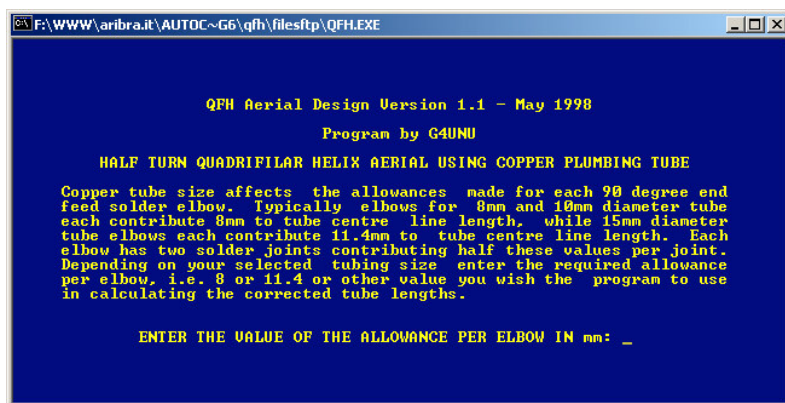 F:\WWW\aribra.it\AUTOC~G6\qfh\filesftp\QFH.EXE
QFH Aerial Design Version 1.1 - May 1998
Program by G4UNU
HALF TURN QUADRIFILAR HELIX AERIAL USING COPPER PLUMBING TUBE
Copper tube size affects the allowances made for each 90 degree end
feed solder elbow. Typically elbows for 8mm and 10mm diameter tube
each contribute 8mm to tube centre line length, while 15mm diameter
tube elbows each contribute 11.4mm to tube centre line length. Each
elbow has two solder joints contributing half these values per joint.
Depending on your selected tubing size enter the required allowance
per elbow, i.e. 8 or 11.4 or other value you wish the program to use
in calculating the corrected tube lengths.
ENTER THE VALUE OF THE ALLOWANCE PER ELBOW IN mm: _